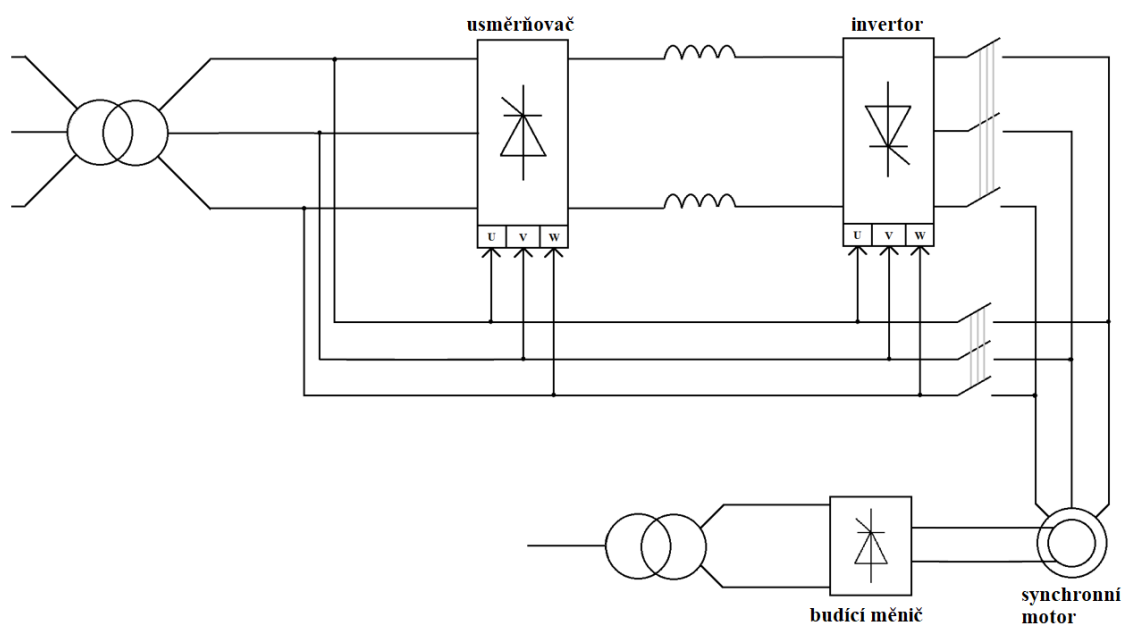 usměrňovač
invertor
U V W
U V W
budící měnič
synchronní
motor